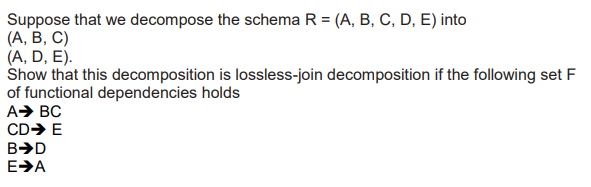 Suppose that we decompose the schema R = (A, B, C, D, E) into
(A, B, C)
(A, D, E).
Show that this decomposition is lossless-join decomposition if the following set F
of functional dependencies holds
A➔ BC
CD➔ E
B➔D
E➔A